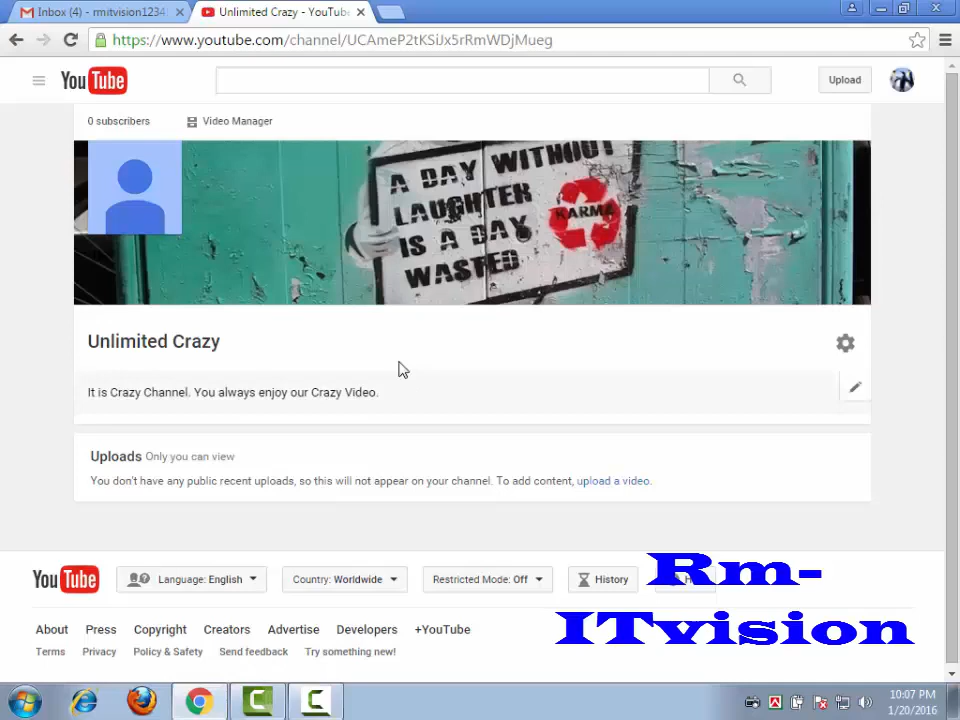 Inbox (4) - rmitvision1234
Unlimited Crazy - YouTube
https://www.youtube.com/channel/UCAmeP2tKSiJx5rRmWDjMueg
YouTube
Upload
0 subscribers
Video Manager
A DAY WITHOUT
LAUGHTER
IS A DAY
WASTED
KARMA
Unlimited Crazy
It is Crazy Channel. You always enjoy our Crazy Video.
Uploads Only you can view
You don't have any public recent uploads, so this will not appear on your channel. To add content, upload a video.
YouTube
Language: English
Country: Worldwide
Restricted Mode: Off
History
Rm-
ITvision
About Press Copyright Creators Advertise Developers +YouTube
Terms Privacy Policy & Safety Send feedback Try something new!
10:07 PM
1/20/2016